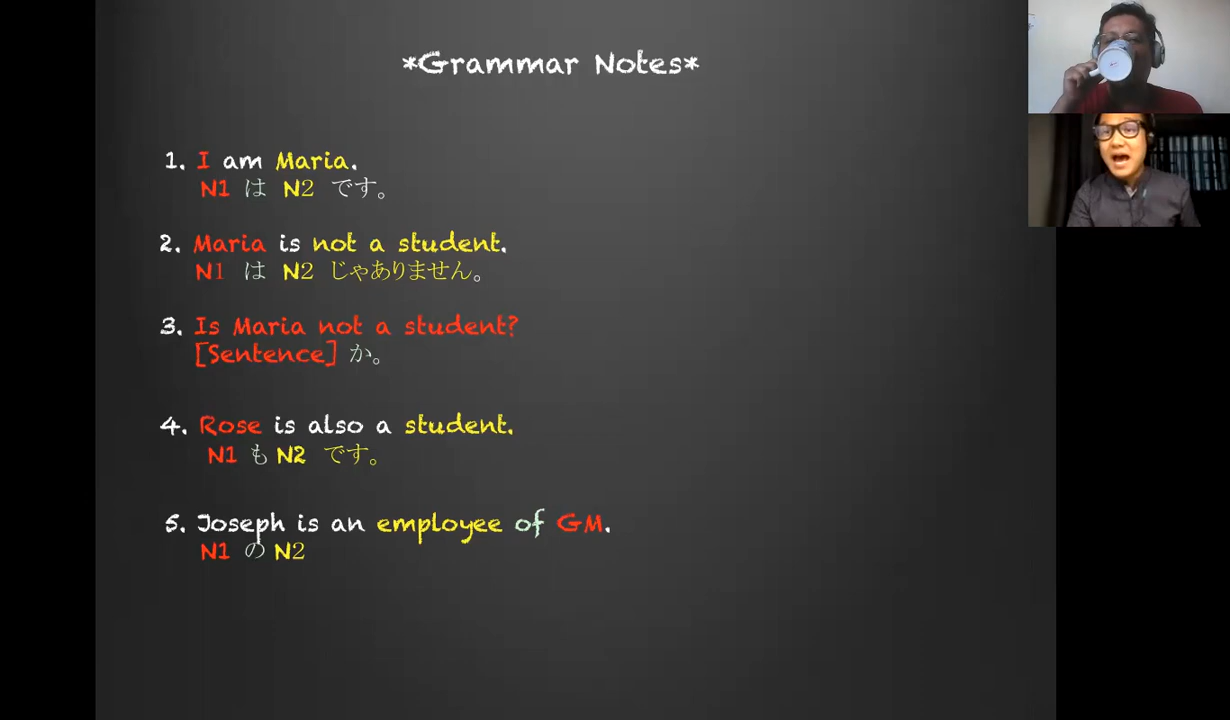 *Grammar Notes*
1. I am Maria.
N1 は N2 です。
2. Maria is not a student.
N1 は N2 じゃありません。
3. Is Maria not a student?
[Sentence] か。
4. Rose is also a student.
N1 も N2 です。
5. Joseph is an employee of GM.
N1 の N2